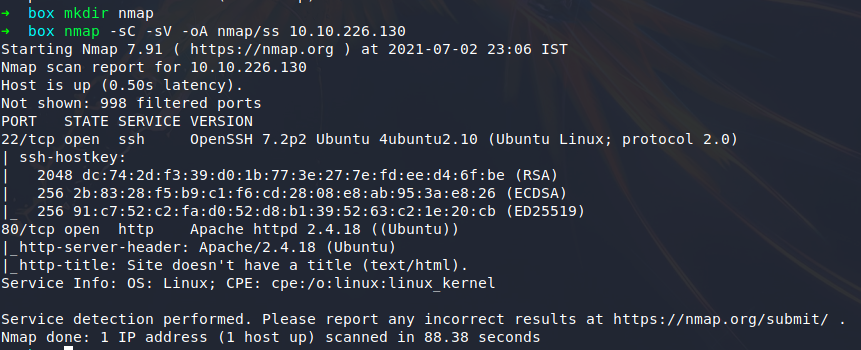 → box mkdir nmap
→ box nmap -sC -sV -oA nmap/ss 10.10.226.130
Starting Nmap 7.91 ( https://nmap.org ) at 2021-07-02 23:06 IST
Nmap scan report for 10.10.226.130
Host is up (0.50s latency).
Not shown: 998 filtered ports
PORT   STATE SERVICE VERSION
22/tcp open  ssh     OpenSSH 7.2p2 Ubuntu 4ubuntu2.10 (Ubuntu Linux; protocol 2.0)
| ssh-hostkey:
|   2048 dc:74:2d:f3:39:d0:1b:77:3e:27:7e:fd:ee:d4:6f:be (RSA)
|   256 2b:83:28:f5:b9:c1:f6:cd:28:08:e8:ab:95:3a:e8:26 (ECDSA)
|_  256 91:c7:52:c2:fa:d0:52:d8:b1:39:52:63:c2:1e:20:cb (ED25519)
80/tcp open  http    Apache httpd 2.4.18 ((Ubuntu))
|_http-server-header: Apache/2.4.18 (Ubuntu)
|_http-title: Site doesn't have a title (text/html).
Service Info: OS: Linux; CPE: cpe:/o:linux:linux_kernel

Service detection performed. Please report any incorrect results at https://nmap.org/submit/ .
Nmap done: 1 IP address (1 host up) scanned in 88.38 seconds